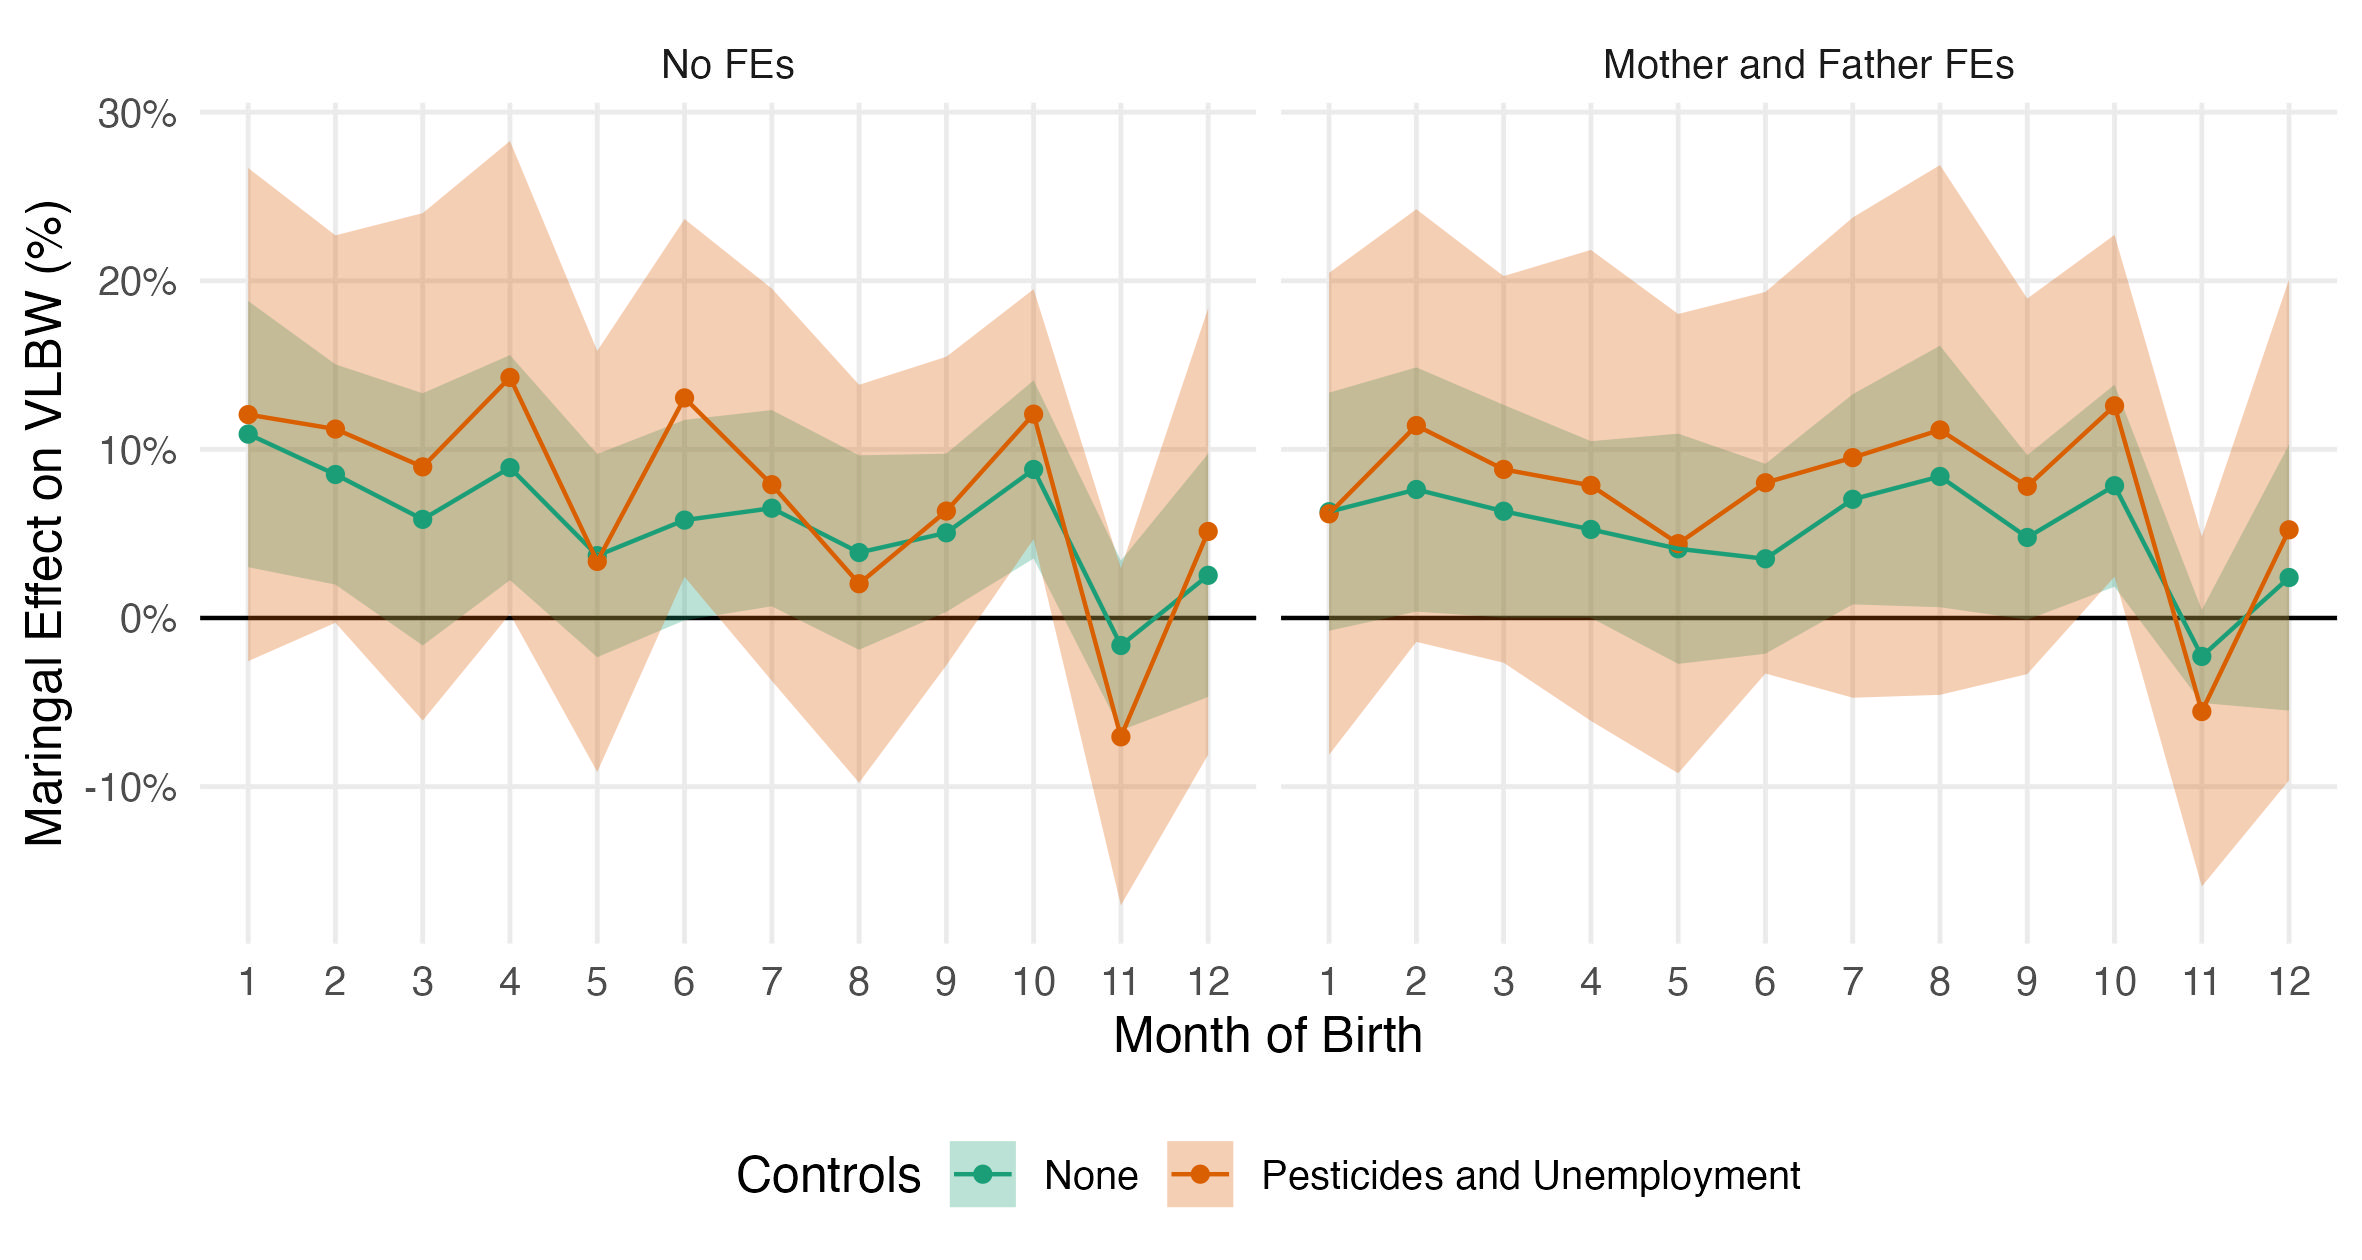 No FEs
Mother and Father FEs
30%
20%
10%
0%
-10%
Maringal Effect on VLBW (%)
1 2 3 4 5 6 7 8 9 10 11 12
1 2 3 4 5 6 7 8 9 10 11 12
Month of Birth
Controls None Pesticides and Unemployment